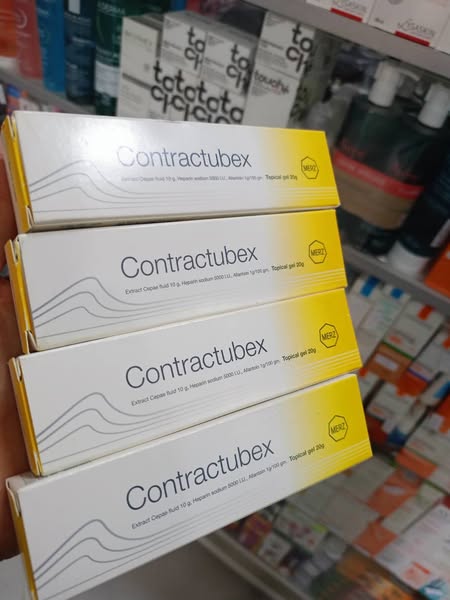 Contractubex
Extract Cepae fluid 10 g, Heparin sodium 5000 I.U., Allantoin 1g/100 gm Topical gel 20g
MERZ
Contractubex
Extract Cepae fluid 10 g, Heparin sodium 5000 I.U., Allantoin 1g/100 gm Topical gel 20g
MERZ
Contractubex
Extract Cepae fluid 10 g, Heparin sodium 5000 I.U., Allantoin 1g/100 gm Topical gel 20g
MERZ
Contractubex
Extract Cepae fluid 10 g, Heparin sodium 5000 I.U., Allantoin 1g/100 gm Topical gel 20g
MERZ